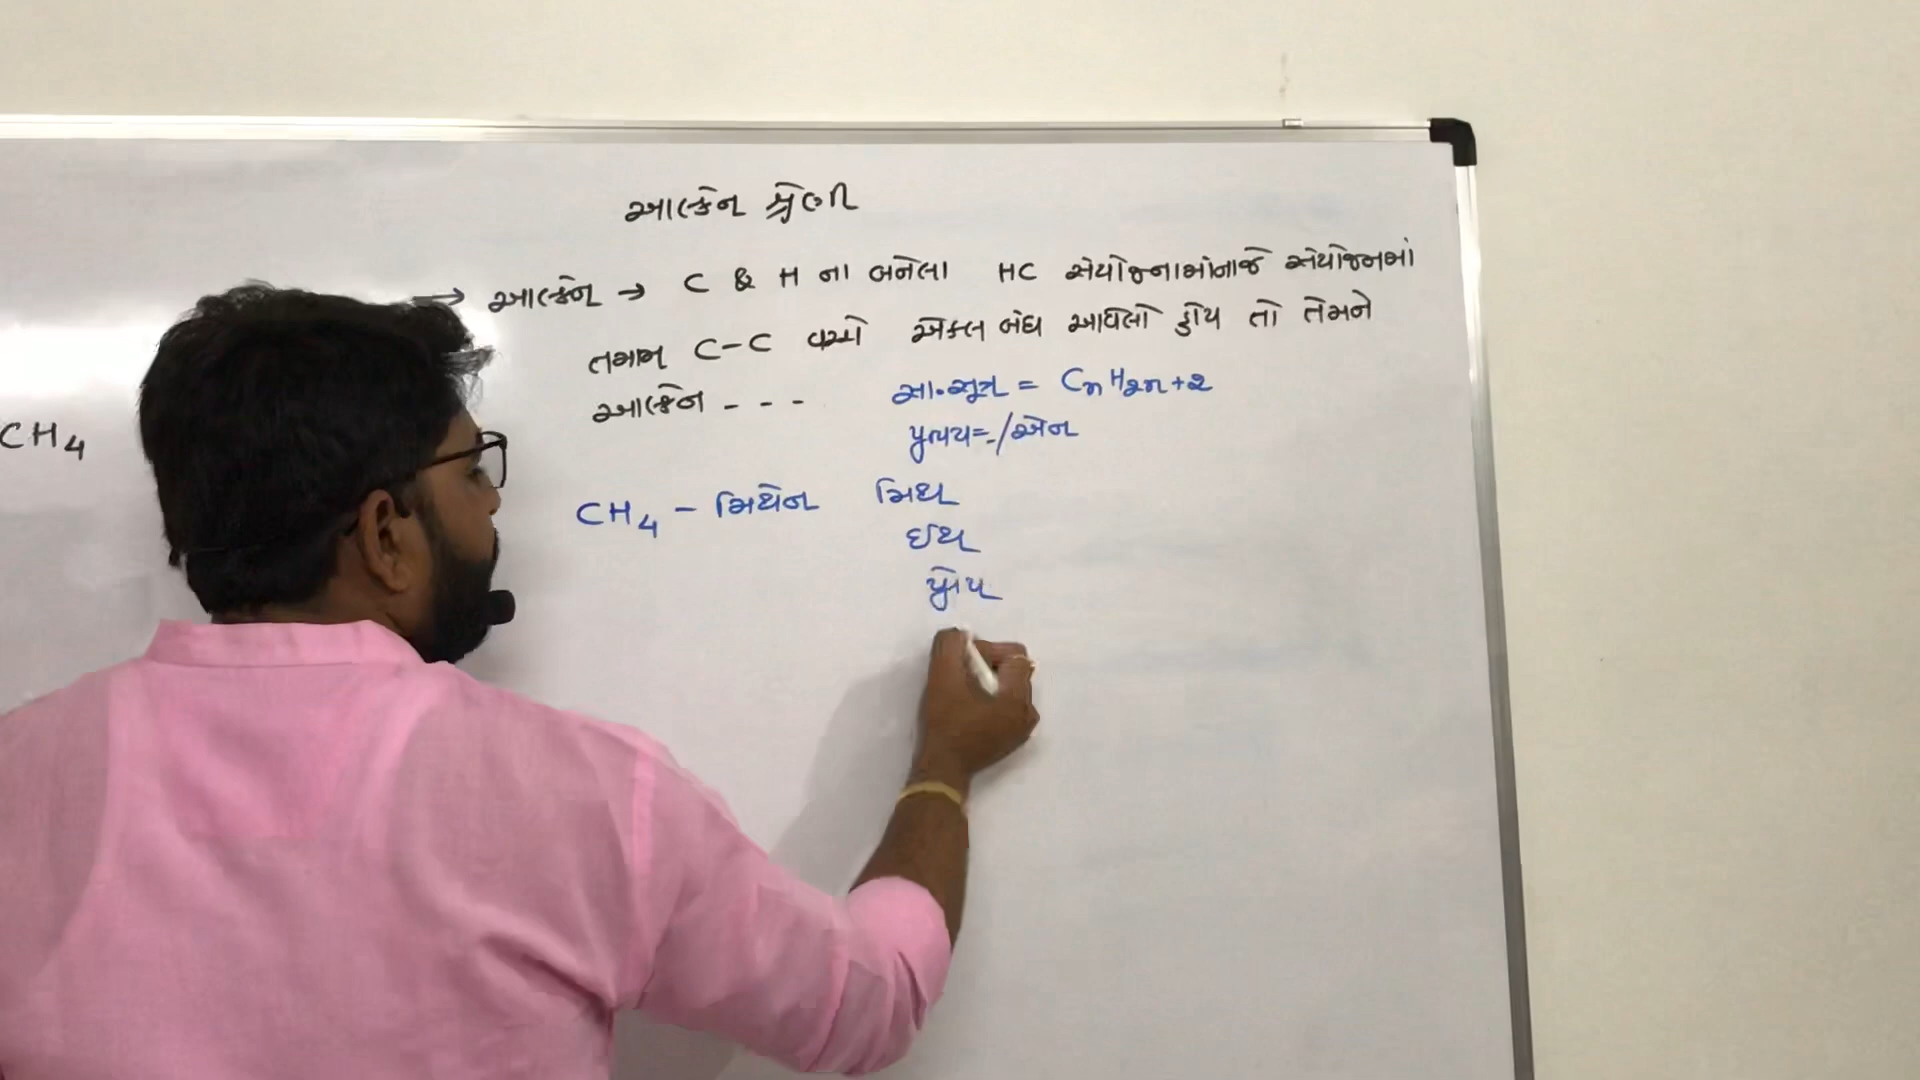 આલ્કેન શ્રેણી
⇒ આલ્કેન → C & H ના બનેલા HC સંયોજનામાંનાજે સંયોજનમાં
તમામ C-C વચ્ચે એકલ બંધ આવેલો હોય તો તેમને
આલ્કેન - - - સા.સૂત્ર = CnH2n+2
પ્રત્યય = -/એન
CH4
CH4 - મિથેન મિથ
ઈથ
પ્રોપ